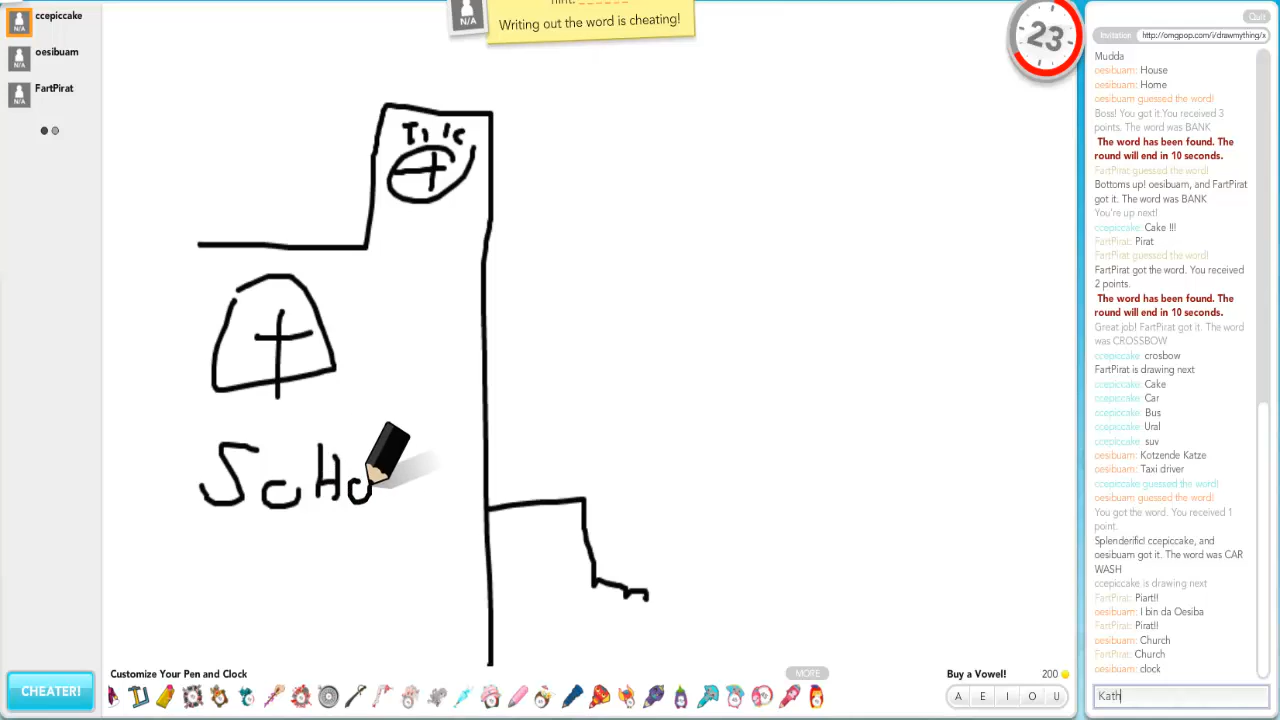 ccepiccake
N/A
oesibuam
N/A
FartPirat
N/A
N/A
Writing out the word is cheating!
23
Quit
Invitation
http://omgpop.com/i/drawmything/x
Mudda
oesibuam: House
oesibuam: Home
oesibuam guessed the word!
Boss! You got it.You received 3
points. The word was BANK
The word has been found. The
round will end in 10 seconds.
FartPirat guessed the word!
Bottoms up! oesibuam, and FartPirat
got it. The word was BANK
You're up next!
ccepiccake: Cake !!!
FartPirat: Pirat
FartPirat guessed the word!
FartPirat got the word. You received
2 points.
The word has been found. The
round will end in 10 seconds.
Great job! FartPirat got it. The word
was CROSSBOW
ccepiccake: crosbow
FartPirat is drawing next
ccepiccake: Cake
ccepiccake: Car
ccepiccake: Bus
ccepiccake: Ural
ccepiccake: suv
oesibuam: Kotzende Katze
oesibuam: Taxi driver
ccepiccake guessed the word!
oesibuam guessed the word!
You got the word. You received 1
point.
Splenderific! ccepiccake, and
oesibuam got it. The word was CAR
WASH
ccepiccake is drawing next
FartPirat: Piart!!
oesibuam: I bin da Oesiba
FartPirat: Pirat!!
oesibuam: Church
FartPirat: Church
oesibuam: clock
Kath
ScHo
Customize Your Pen and Clock
MORE
Buy a Vowel!
200
A E I O U
CHEATER!